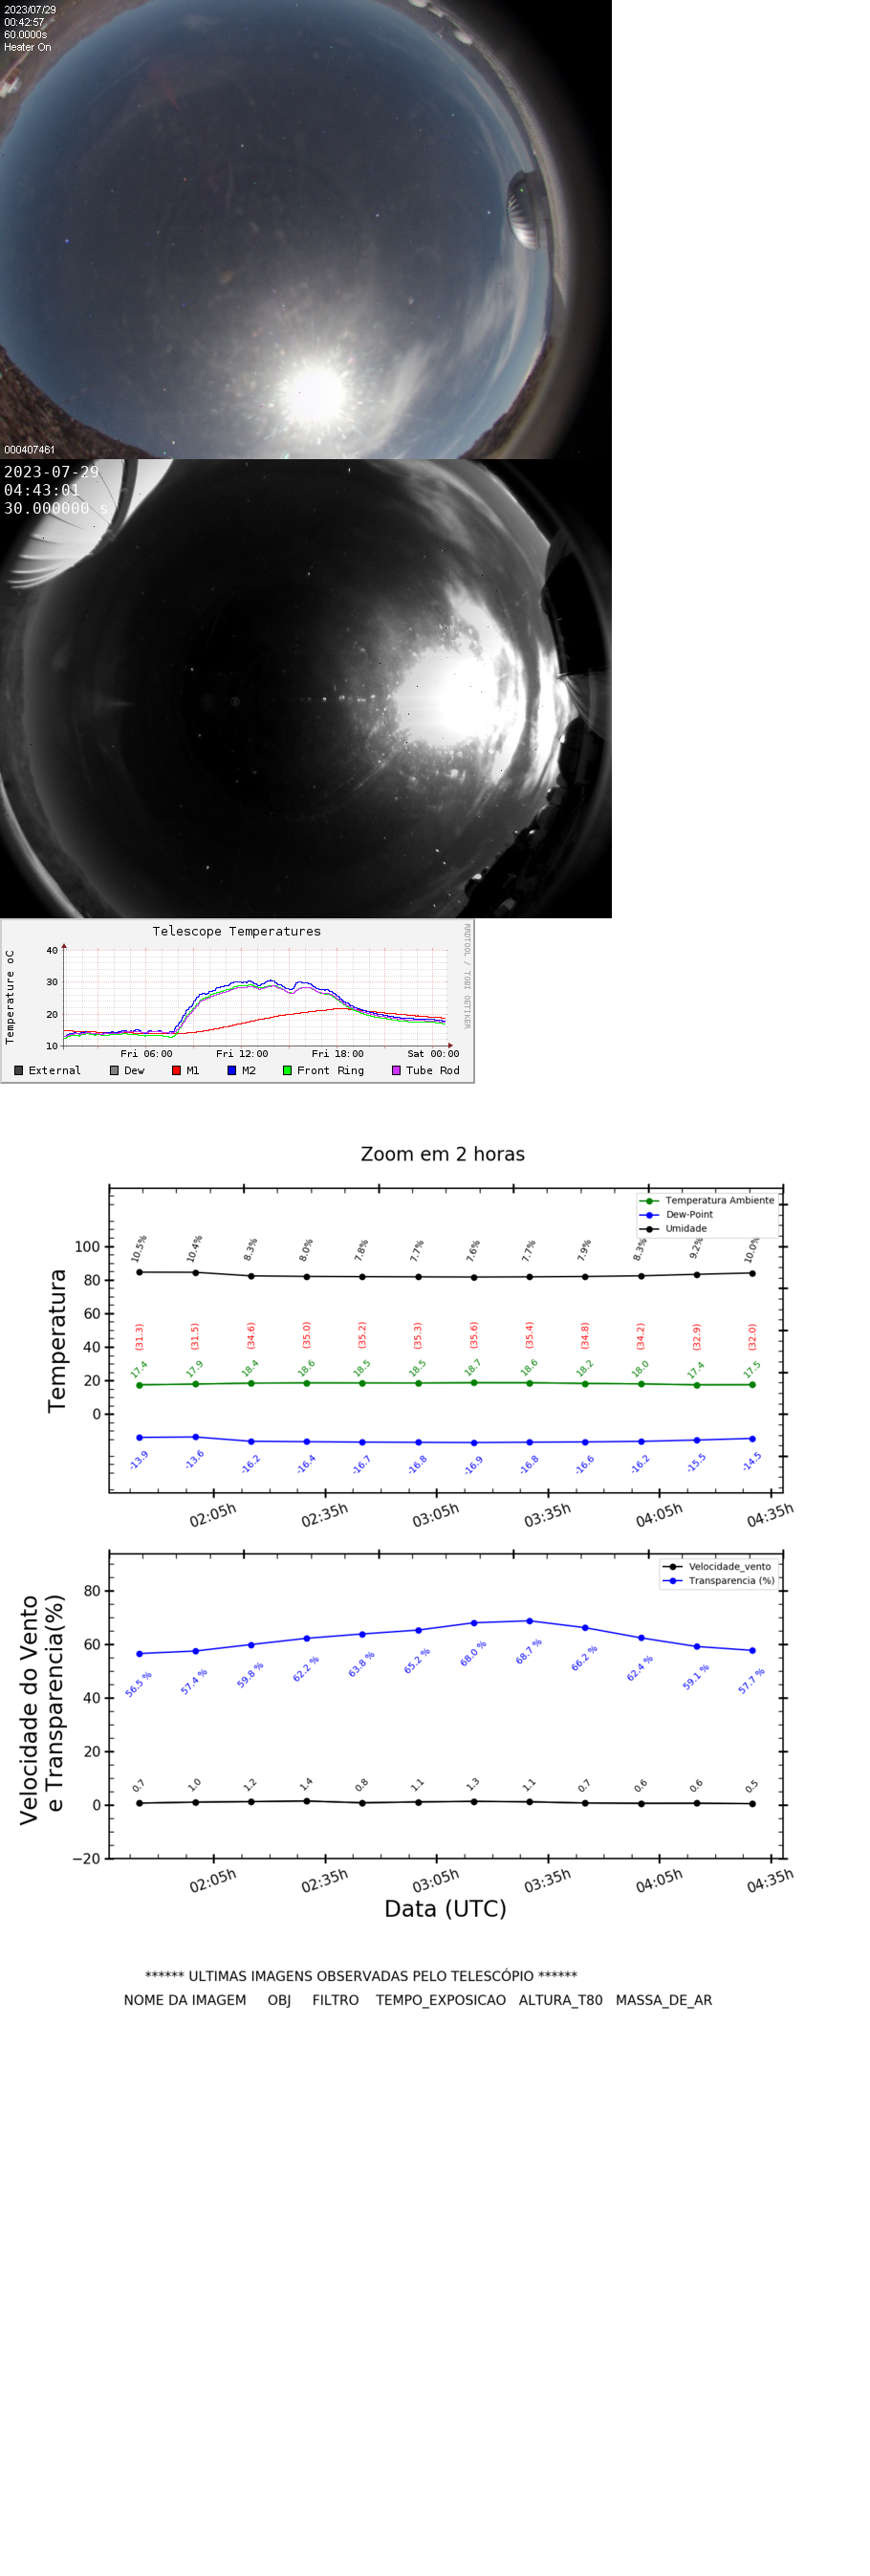 2023/07/29
00:42:57
60.0000s
Heater On
000407461
2023-07-29
04:43:01
30.000000 s
Telescope Temperatures
RRDTOOL / TOBI OETIKER
Temperature oC
40
30
20
10
Fri 06:00 Fri 12:00 Fri 18:00 Sat 00:00
External Dew M1 M2 Front Ring Tube Rod
Zoom em 2 horas
Temperatura Ambiente
Dew-Point
Umidade
Temperatura
100
80
60
40
20
0
10.5% 10.4% 8.3% 8.0% 7.8% 7.7% 7.6% 7.7% 7.9% 8.3% 9.2% 10.0%
(31.3) (31.5) (34.6) (35.0) (35.2) (35.3) (35.6) (35.4) (34.8) (34.2) (32.9) (32.0)
17.4 17.9 18.4 18.6 18.5 18.5 18.7 18.6 18.2 18.0 17.4 17.5
-13.9 -13.6 -16.2 -16.4 -16.7 -16.8 -16.9 -16.8 -16.6 -16.2 -15.5 -14.5
02:05h 02:35h 03:05h 03:35h 04:05h 04:35h
Velocidade_vento
Transparencia (%)
Velocidade do Vento
e Transparencia(%)
80
60
40
20
0
−20
56.5 % 57.4 % 59.8 % 62.2 % 63.8 % 65.2 % 68.0 % 68.7 % 66.2 % 62.4 % 59.1 % 57.7 %
0.7 1.0 1.2 1.4 0.8 1.1 1.3 1.1 0.7 0.6 0.6 0.5
02:05h 02:35h 03:05h 03:35h 04:05h 04:35h
Data (UTC)
****** ULTIMAS IMAGENS OBSERVADAS PELO TELESCÓPIO ******
NOME DA IMAGEM OBJ FILTRO TEMPO_EXPOSICAO ALTURA_T80 MASSA_DE_AR